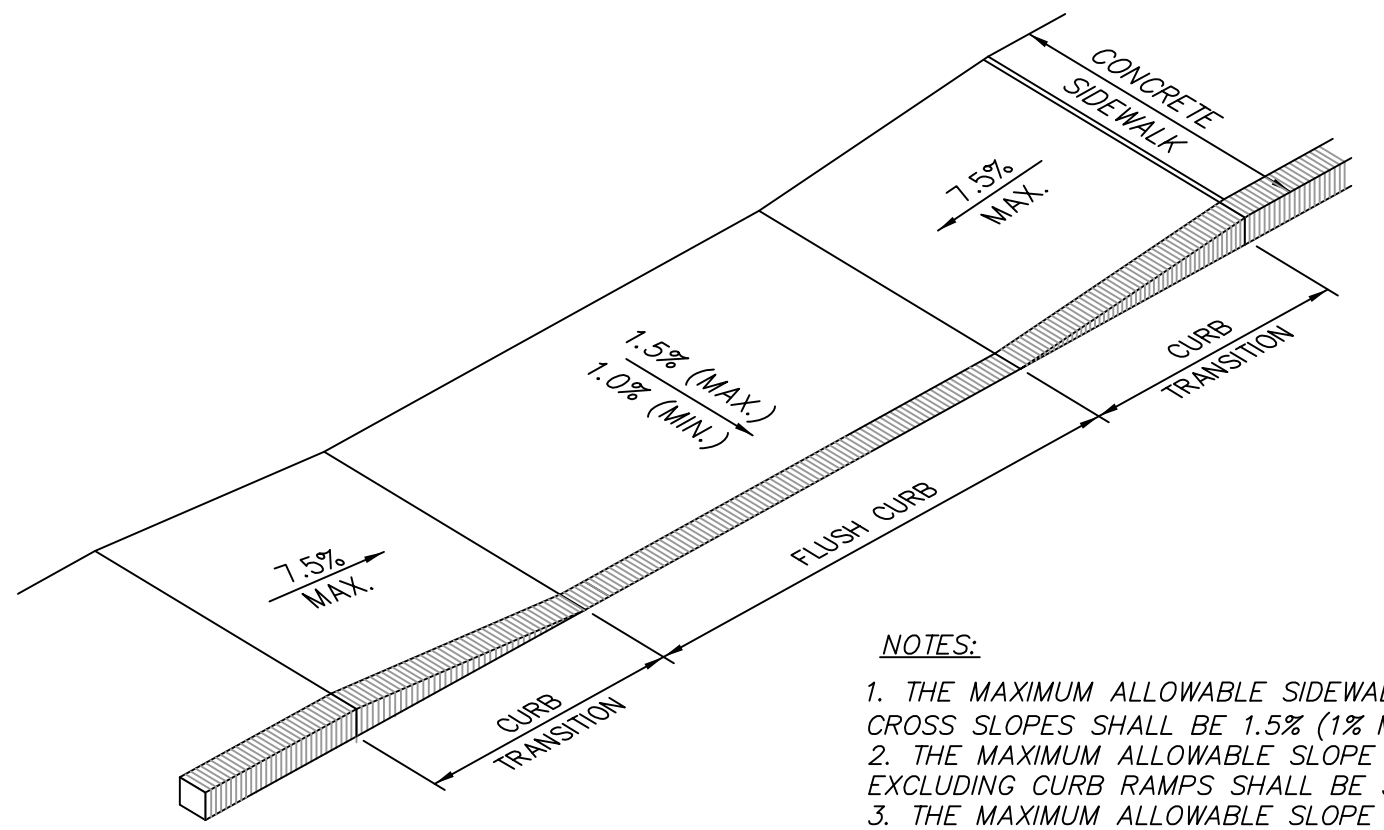 CONCRETE
SIDEWALK
7.5%
MAX.
1.5% (MAX.)
1.0% (MIN.)
CURB
TRANSITION
FLUSH CURB
7.5%
MAX.
CURB
TRANSITION
NOTES:
1. THE MAXIMUM ALLOWABLE
CROSS SLOPES SHALL BE 1.5% (1%
2. THE MAXIMUM ALLOWABLE SLOPE
EXCLUDING CURB RAMPS SHALL BE
3. THE MAXIMUM ALLOWABLE SLOPE